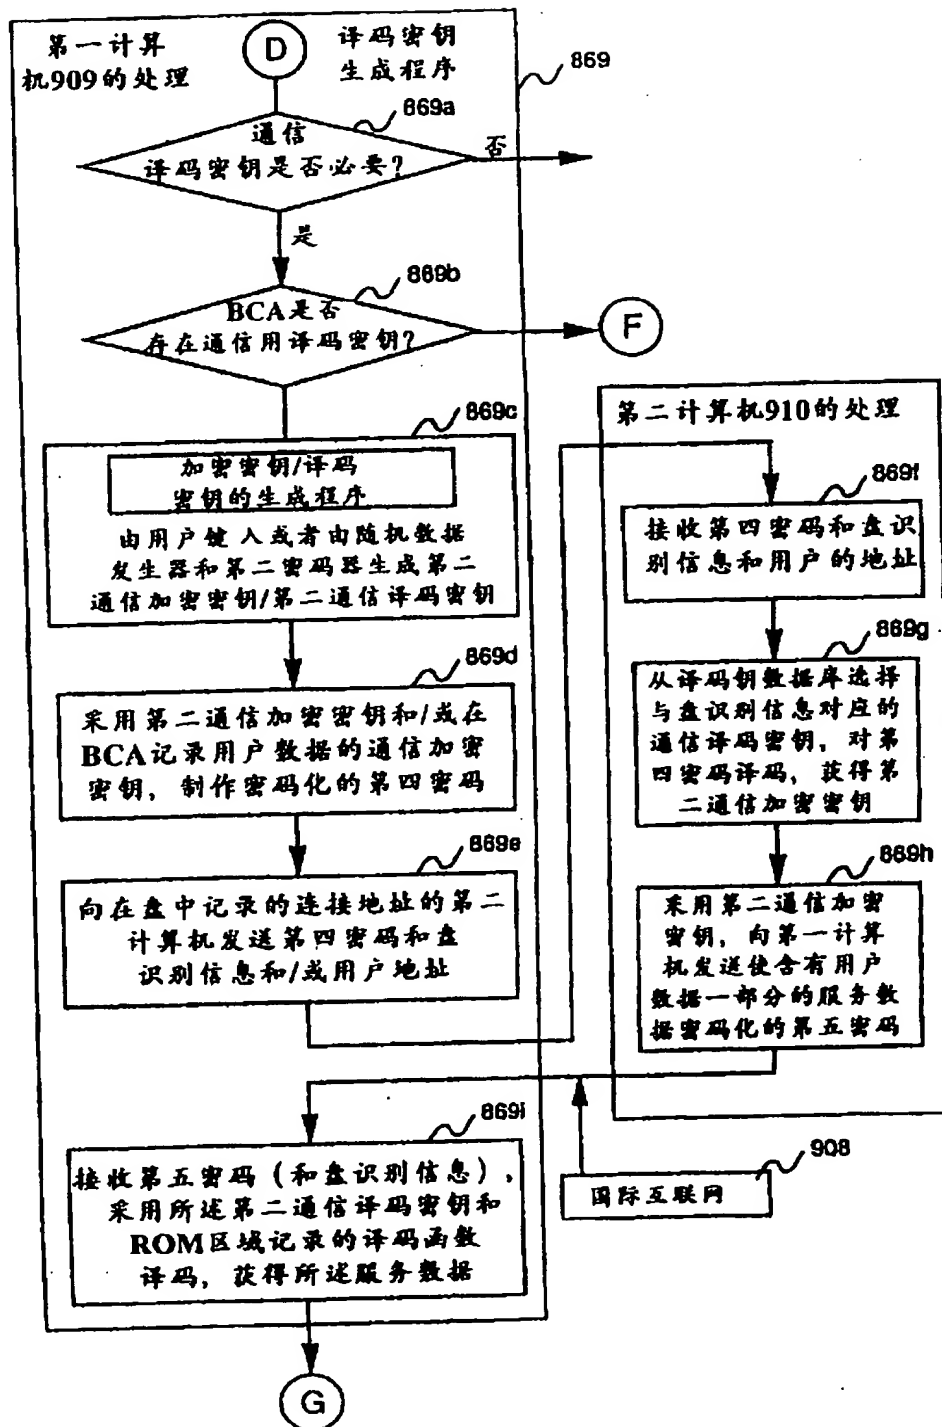 第一计算
机909的处理
D
译码密钥
生成程序
869
869a
通信
译码密钥是否必要?
否
是
869b
BCA是否
存在通信用译码密钥?
F
869c
加密密钥/译码
密钥的生成程序
由用户键入或者由随机数据
发生器和第二密码器生成第二
通信加密密钥/第二通信译码密钥
869d
采用第二通信加密密钥和/或在
BCA记录用户数据的通信加密
密钥，制作密码化的第四密码
869e
向在盘中记录的连接地址的第二
计算机发送第四密码和盘
识别信息和/或用户地址
第二计算机910的处理
869f
接收第四密码和盘识
别信息和用户的地址
869g
从译码钥数据库选择
与盘识别信息对应的
通信译码密钥，对第
四密码译码，获得第
二通信加密密钥
869h
采用第二通信加密
密钥，向第一计算
机发送使含有用户
数据一部分的服务数
据密码化的第五密码
869i
接收第五密码（和盘识别信息），
采用所述第二通信译码密钥和
ROM区域记录的译码函数
译码，获得所述服务数据
908
国际互联网
G